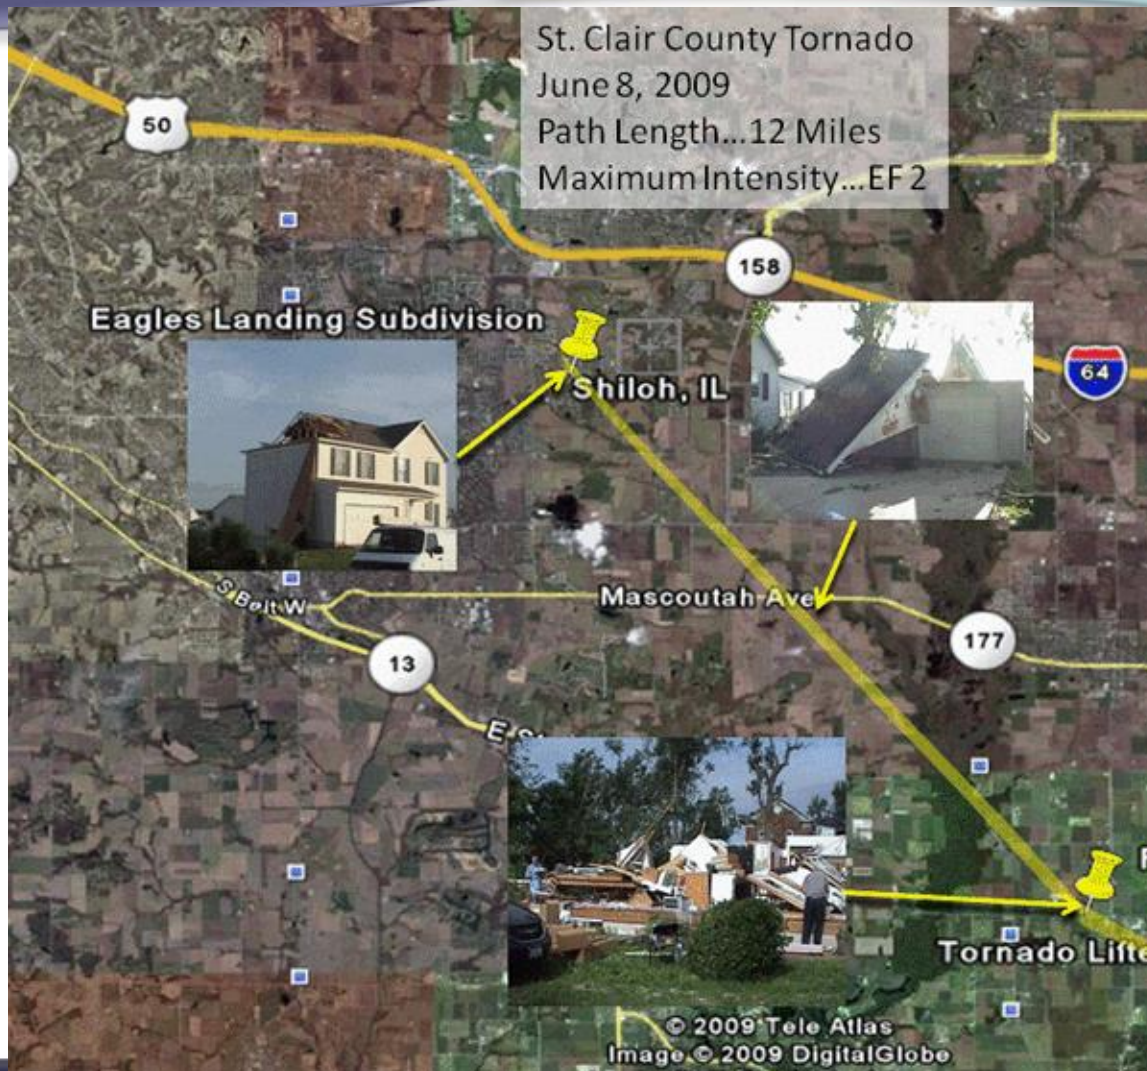 St. Clair County Tornado
June 8, 2009
Path Length...12 Miles
Maximum Intensity...EF 2
50
158
Eagles Landing Subdivision
Shiloh, IL
64
S Belt W
Mascoutah Ave
177
13
E
Tornado Lifte
© 2009 Tele Atlas
Image © 2009 DigitalGlobe